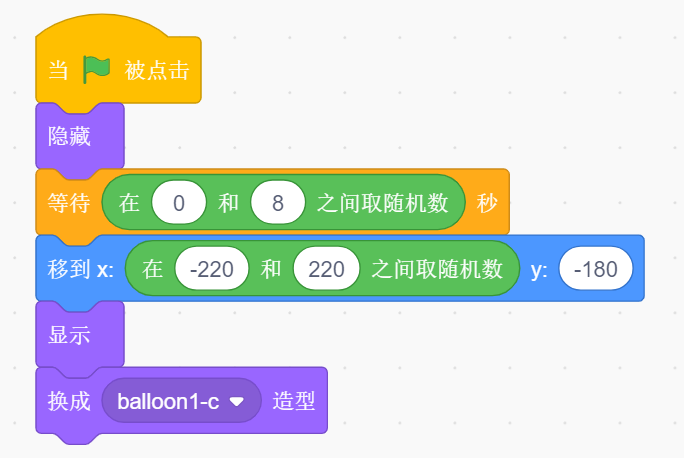 当 被点击
隐藏
等待 在 0 和 8 之间取随机数 秒
移到 x: 在 -220 和 220 之间取随机数 y: -180
显示
换成 balloon1-c 造型